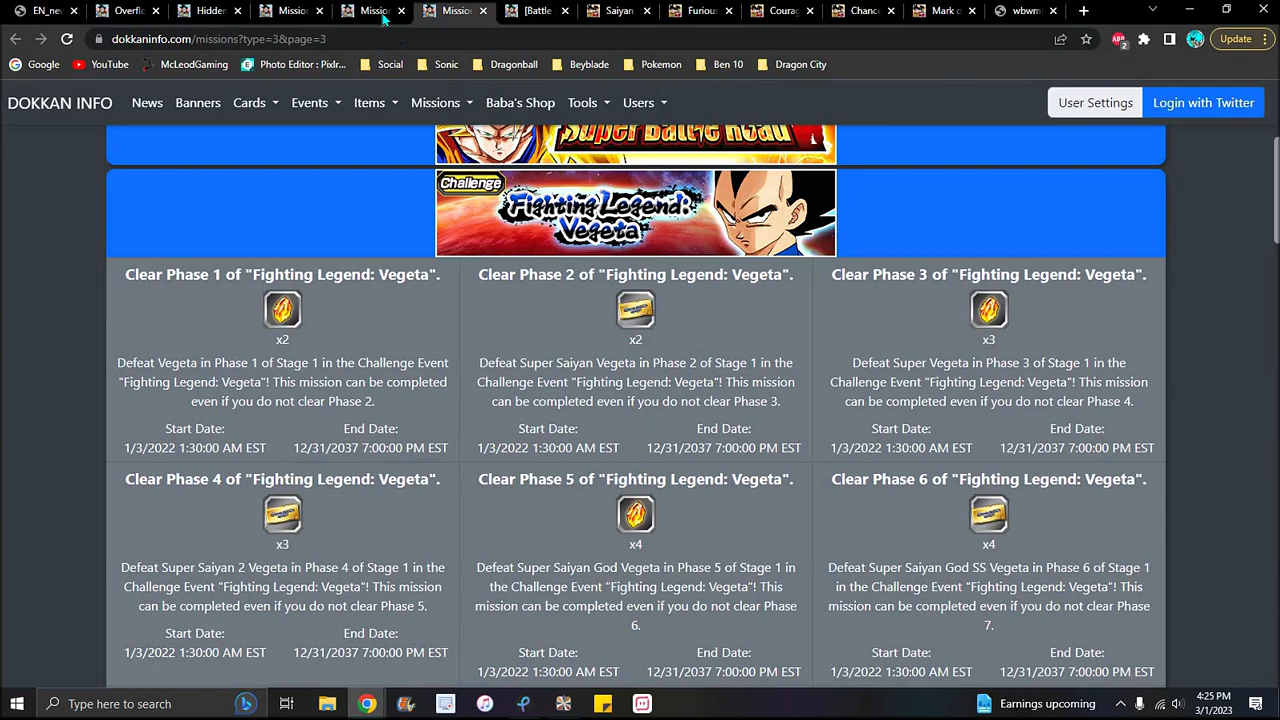 EN_nev
Overflo
Hidden
Mission
Mission
Mission
[Battle
Saiyan
Furious
Courag
Chance
Mark o
wbwm
dokkaninfo.com/missions?type=3&page=3
2
Update
Google
YouTube
McLeodGaming
Photo Editor : Pixlr...
Social
Sonic
Dragonball
Beyblade
Pokemon
Ben 10
Dragon City
DOKKAN INFO
News
Banners
Cards
Events
Items
Missions
Baba's Shop
Tools
Users
User Settings
Login with Twitter
Super Battle Road
Challenge
Fighting Legend:
Vegeta
Clear Phase 1 of "Fighting Legend: Vegeta".
x2
Defeat Vegeta in Phase 1 of Stage 1 in the Challenge Event
"Fighting Legend: Vegeta"! This mission can be completed
even if you do not clear Phase 2.
Start Date:
1/3/2022 1:30:00 AM EST
End Date:
12/31/2037 7:00:00 PM EST
Clear Phase 2 of "Fighting Legend: Vegeta".
x2
Defeat Super Saiyan Vegeta in Phase 2 of Stage 1 in the
Challenge Event "Fighting Legend: Vegeta"! This mission
can be completed even if you do not clear Phase 3.
Start Date:
1/3/2022 1:30:00 AM EST
End Date:
12/31/2037 7:00:00 PM EST
Clear Phase 3 of "Fighting Legend: Vegeta".
x3
Defeat Super Vegeta in Phase 3 of Stage 1 in the
Challenge Event "Fighting Legend: Vegeta"! This mission
can be completed even if you do not clear Phase 4.
Start Date:
1/3/2022 1:30:00 AM EST
End Date:
12/31/2037 7:00:00 PM EST
Clear Phase 4 of "Fighting Legend: Vegeta".
x3
Defeat Super Saiyan 2 Vegeta in Phase 4 of Stage 1 in the
Challenge Event "Fighting Legend: Vegeta"! This mission
can be completed even if you do not clear Phase 5.
Start Date:
1/3/2022 1:30:00 AM EST
End Date:
12/31/2037 7:00:00 PM EST
Clear Phase 5 of "Fighting Legend: Vegeta".
x4
Defeat Super Saiyan God Vegeta in Phase 5 of Stage 1 in
the Challenge Event "Fighting Legend: Vegeta"! This
mission can be completed even if you do not clear Phase
6.
Start Date:
1/3/2022 1:30:00 AM EST
End Date:
12/31/2037 7:00:00 PM EST
Clear Phase 6 of "Fighting Legend: Vegeta".
x4
Defeat Super Saiyan God SS Vegeta in Phase 6 of Stage 1
in the Challenge Event "Fighting Legend: Vegeta"! This
mission can be completed even if you do not clear Phase
7.
Start Date:
1/3/2022 1:30:00 AM EST
End Date:
12/31/2037 7:00:00 PM EST
Type here to search
Earnings upcoming
4:25 PM
3/1/2023